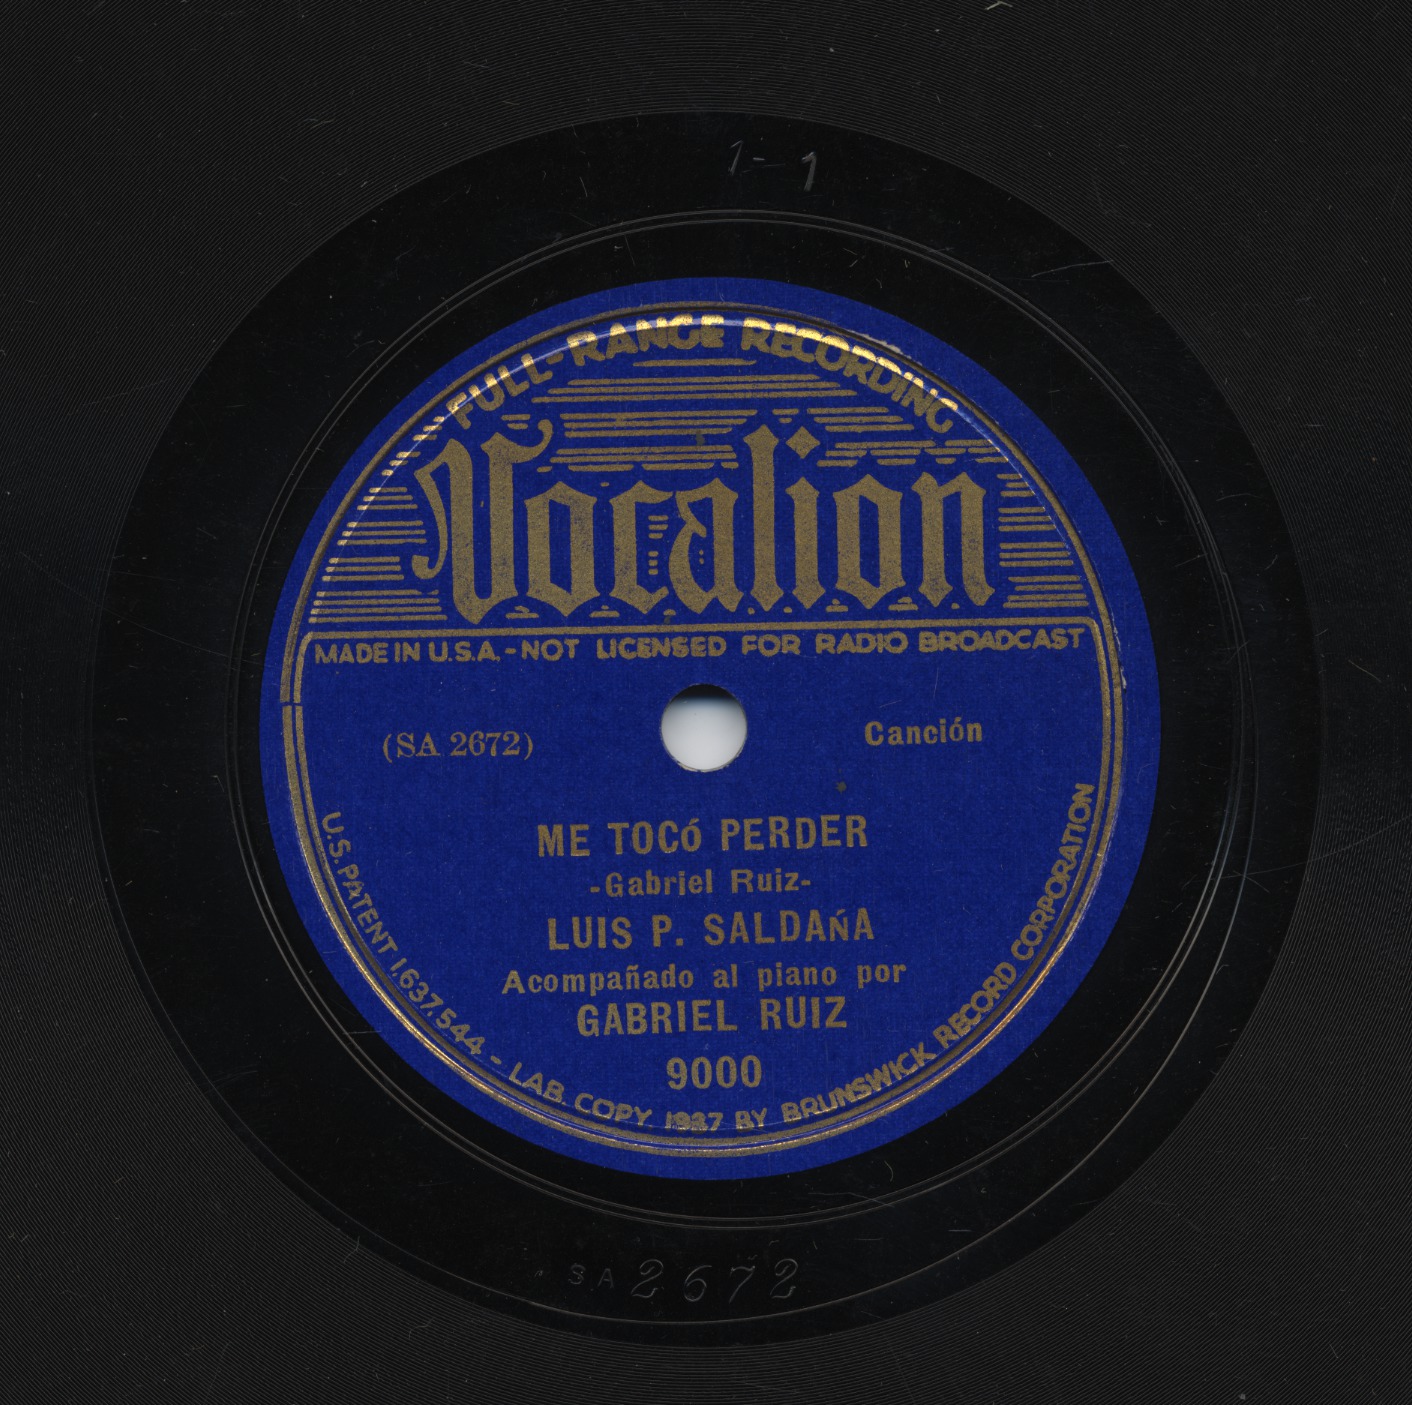 1-1
FULL-RANGE RECORDING
Vocalion
MADE IN U.S.A.-NOT LICENSED FOR RADIO BROADCAST
(SA 2672)
Canción
ME TOCó PERDER
-Gabriel Ruiz-
LUIS P. SALDAñA
Acompañado al piano por
GABRIEL RUIZ
9000
U.S. PATENT 1,637,544 - LAB. COPY 1937 BY BRUNSWICK RECORD CORPORATION
SA 2672